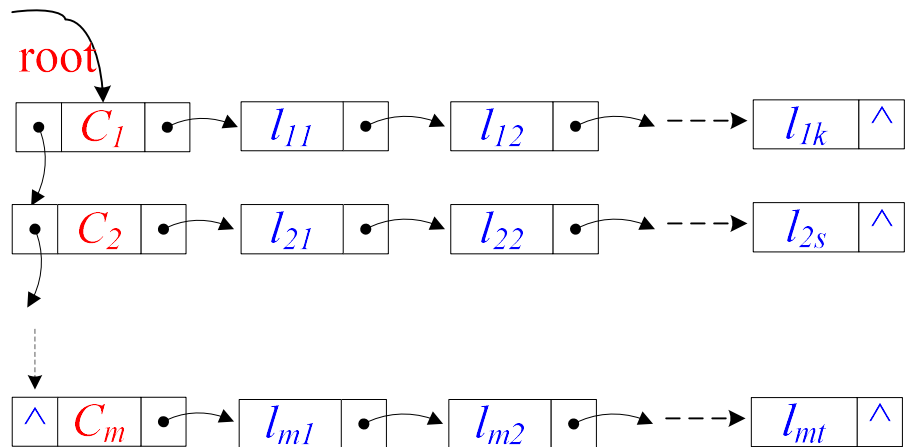 root
C₁ l₁₁ l₁₂ l₁ₖ ^
C₂ l₂₁ l₂₂ l₂ₛ ^
^ Cₘ lₘ₁ lₘ₂ lₘₜ ^